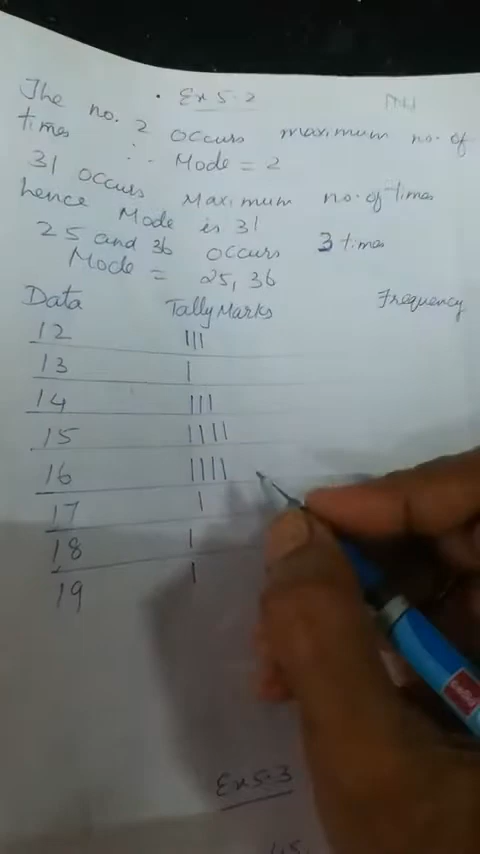 Ex 5.2
The no. 2 occurs maximum no. of
times ∴ Mode = 2
31 occurs Maximum no. of times
hence Mode is 31
25 and 36 occurs 3 times
Mode = 25, 36
Data Tally Marks Frequency
12 |||
13 |
14 |||
15 ||||
16 ||||
17 |
18 |
19 |
Ex 5.3